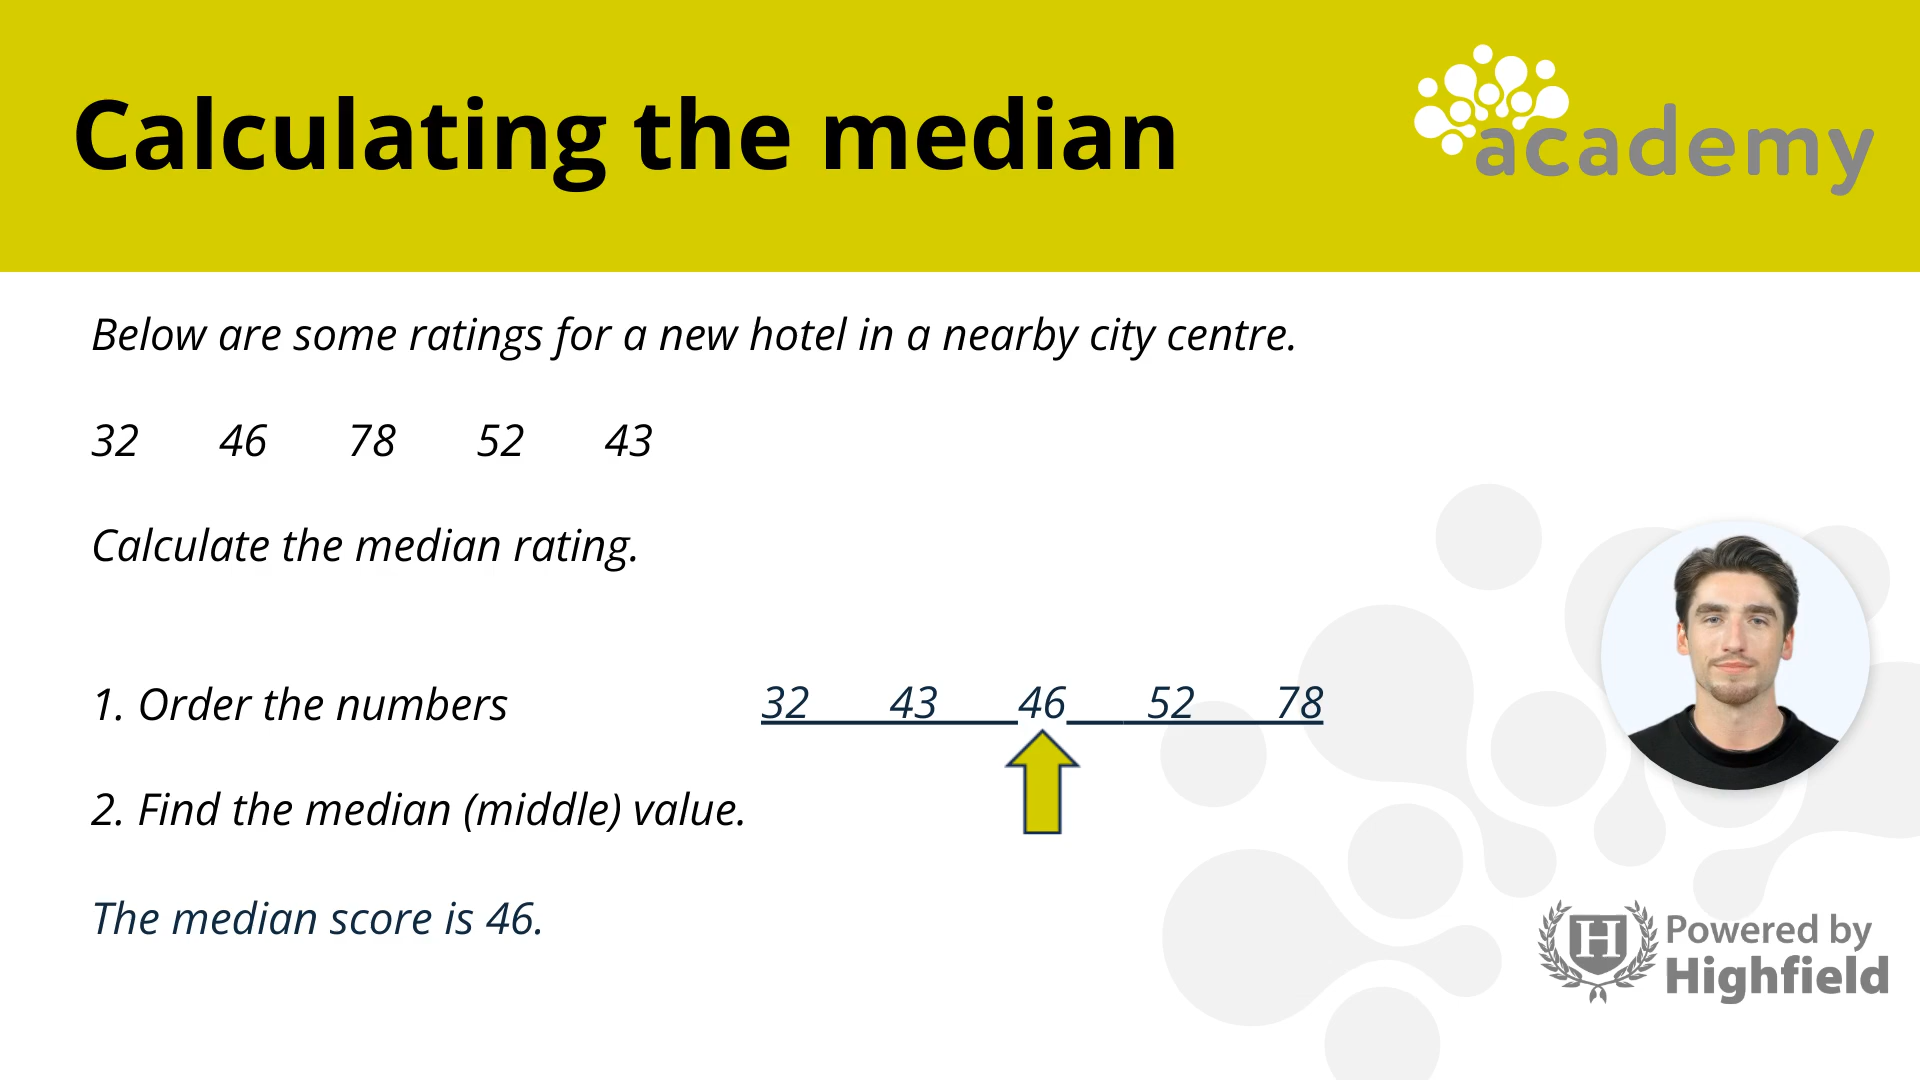 Calculating the median
academy
Below are some ratings for a new hotel in a nearby city centre.
32 46 78 52 43
Calculate the median rating.
1. Order the numbers 32 43 46 52 78
2. Find the median (middle) value.
The median score is 46.
H
Powered by
Highfield